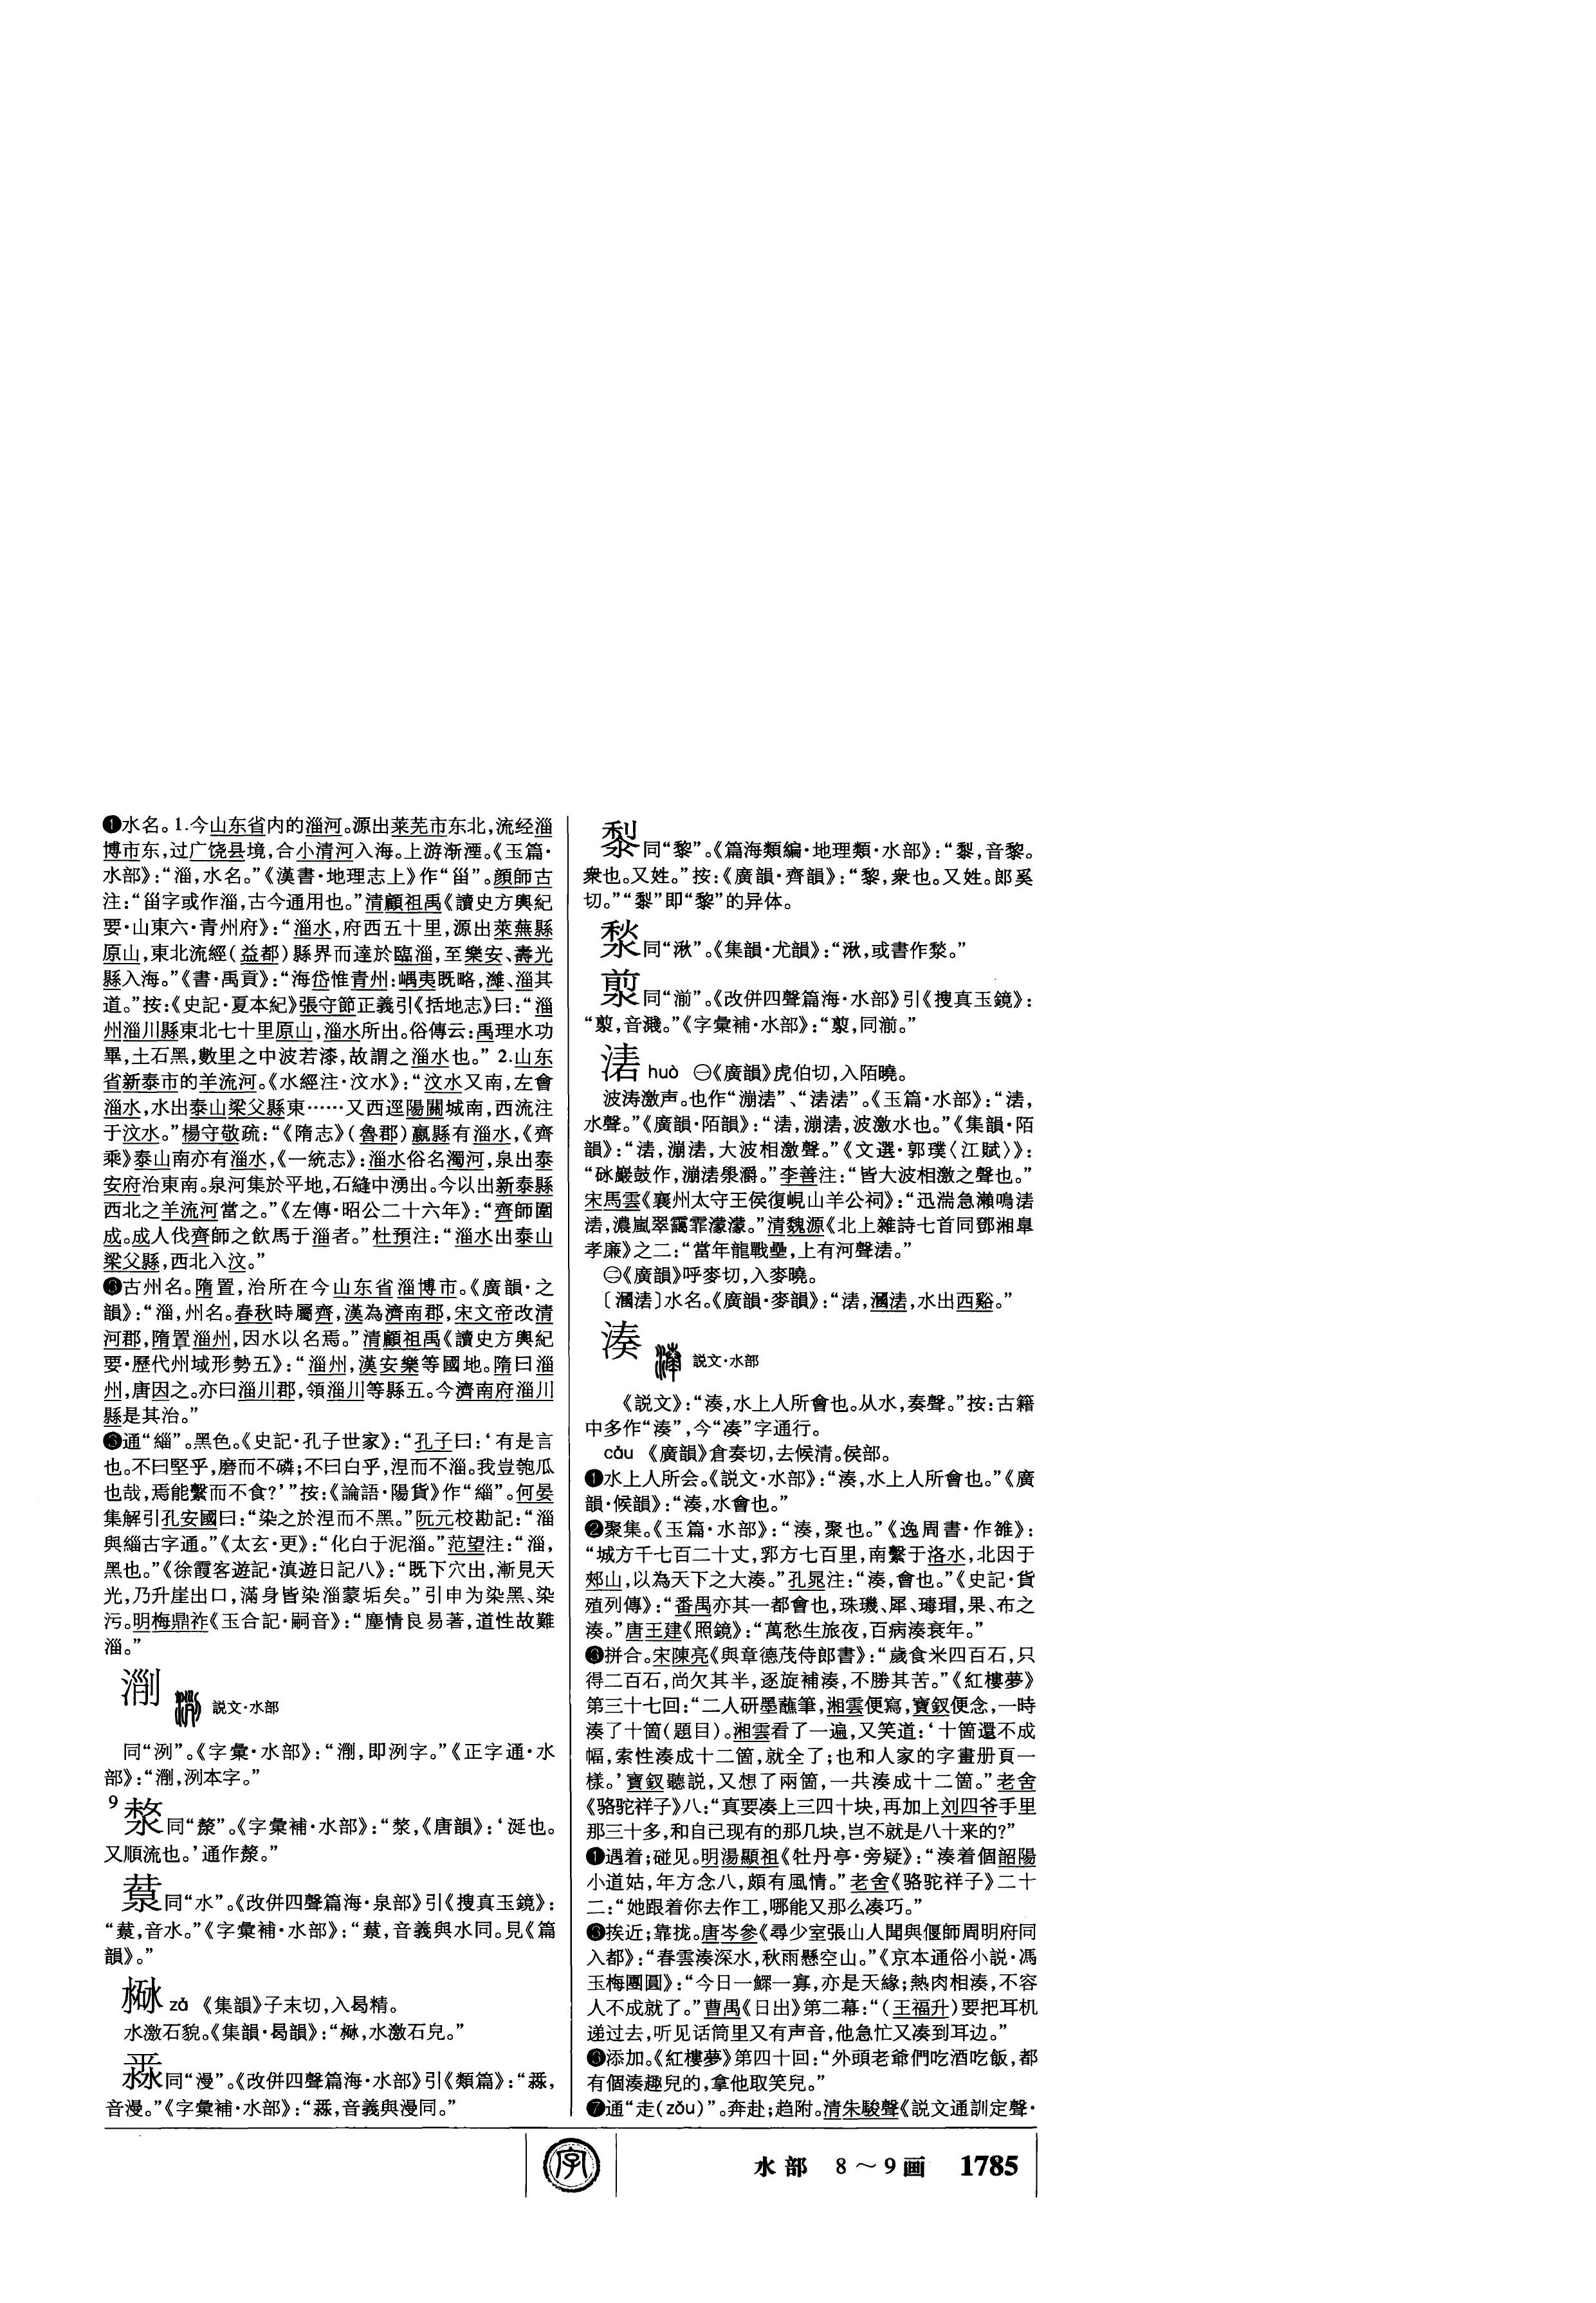 ❶水名。1.今山东省内的淄河。源出莱芜市东北,流经淄
博市东,过广饶县境,合小清河入海。上游渐湮。《玉篇·
水部》:“淄,水名。”《漢書·地理志上》作“甾”。顔師古
注:“甾字或作淄,古今通用也。”清顧祖禹《讀史方輿紀
要·山東六·青州府》:“淄水,府西五十里,源出萊蕪縣
原山,東北流經(益都)縣界而達於臨淄,至樂安、壽光
縣入海。”《書·禹貢》:“海岱惟青州:嵎夷既略,濰、淄其
道。”按:《史記·夏本紀》張守節正義引《括地志》曰:“淄
州淄川縣東北七十里原山,淄水所出。俗傳云:禹理水功
畢,土石黑,數里之中波若漆,故謂之淄水也。” 2.山东
省新泰市的羊流河。《水經注·汶水》:“汶水又南,左會
淄水,水出泰山梁父縣東……又西逕陽關城南,西流注
于汶水。”楊守敬疏:“《隋志》(魯郡)嬴縣有淄水,《齊
乘》泰山南亦有淄水,《一統志》:淄水俗名濁河,泉出泰
安府治東南。泉河集於平地,石縫中湧出。今以出新泰縣
西北之羊流河當之。”《左傳·昭公二十六年》:“齊師圍
成。成人伐齊師之飲馬于淄者。”杜預注:“淄水出泰山
梁父縣,西北入汶。”
❸古州名。隋置,治所在今山东省淄博市。《廣韻·之
韻》:“淄,州名。春秋時屬齊,漢為濟南郡,宋文帝改清
河郡,隋置淄州,因水以名焉。”清顧祖禹《讀史方輿紀
要·歷代州域形勢五》:“淄州,漢安樂等國地。隋曰淄
州,唐因之。亦曰淄川郡,領淄川等縣五。今濟南府淄川
縣是其治。”
❸通“緇”。黑色。《史記·孔子世家》:“孔子曰:‘有是言
也。不曰堅乎,磨而不磷;不曰白乎,涅而不淄。我豈匏瓜
也哉,焉能繫而不食?’”按:《論語·陽貨》作“緇”。何晏
集解引孔安國曰:“染之於涅而不黑。”阮元校勘記:“淄
與緇古字通。”《太玄·更》:“化白于泥淄。”范望注:“淄,
黑也。”《徐霞客遊記·滇遊日記八》:“既下穴出,漸見天
光,乃升崖出口,滿身皆染淄蒙垢矣。”引申为染黑、染
污。明梅鼎祚《玉合記·嗣音》:“塵情良易著,道性故難
淄。”
説文·水部
同“洌”。《字彙·水部》:“𣸠,即洌字。”《正字通·水
部》:“𣸠,洌本字。”
9
同“漦”。《字彙補·水部》:“《唐韻》:‘涎也。
又順流也。’通作漦。”
同“水”。《改併四聲篇海·泉部》引《搜真玉鏡》:
“音水。”《字彙補·水部》:“音義與水同。見《篇
韻》。”
zǎ 《集韻》子末切,入曷精。
水激石貌。《集韻·曷韻》:“水激石皃。”
同“漫”。《改併四聲篇海·水部》引《類篇》:“
音漫。”《字彙補·水部》:“音義與漫同。”
同“黎”。《篇海類編·地理類·水部》:“音黎。
衆也。又姓。”按:《廣韻·齊韻》:“黎,衆也。又姓。郎奚
切。”“”即“黎”的异体。
湬同“湫”。《集韻·尤韻》:“湫,或書作湬。”
同“湔”。《改併四聲篇海·水部》引《搜真玉鏡》:
“音濺。”《字彙補·水部》:“同湔。”
湱 huò ㊀《廣韻》虎伯切,入陌曉。
波涛激声。也作“漰湱”、“湱湱”。《玉篇·水部》:“湱,
水聲。”《廣韻·陌韻》:“湱,漰湱,波激水也。”《集韻·陌
韻》:“湱,漰湱,大波相激聲。”《文選·郭璞〈江賦〉》:
“砅巖鼓作,漰湱澩灂。”李善注:“皆大波相激之聲也。”
宋馬雲《襄州太守王侯復峴山羊公祠》:“迅湍急瀨鳴湱
湱,濃嵐翠靄霏濛濛。”清魏源《北上雜詩七首同鄧湘臯
孝廉》之二:“當年龍戰壘,上有河聲湱。”
㊁《廣韻》呼麥切,入麥曉。
〔漍湱〕水名。《廣韻·麥韻》:“湱,漍湱,水出西谿。”
湊
説文·水部
《説文》:“湊,水上人所會也。从水,奏聲。”按:古籍
中多作“湊”,今“凑”字通行。
còu 《廣韻》倉奏切,去候清。侯部。
❶水上人所会。《説文·水部》:“湊,水上人所會也。”《廣
韻·候韻》:“湊,水會也。”
❷聚集。《玉篇·水部》:“湊,聚也。”《逸周書·作雒》:
“城方千七百二十丈,郭方七百里,南繫于洛水,北因于
郟山,以為天下之大湊。”孔晁注:“湊,會也。”《史記·貨
殖列傳》:“番禺亦其一都會也,珠璣、犀、瑇瑁,果、布之
湊。”唐王建《照鏡》:“萬愁生旅夜,百病湊衰年。”
❸拼合。宋陳亮《與章德茂侍郎書》:“歲食米四百石,只
得二百石,尚欠其半,逐旋補湊,不勝其苦。”《紅樓夢》
第三十七回:“二人研墨蘸筆,湘雲便寫,寶釵便念,一時
湊了十箇(題目)。湘雲看了一遍,又笑道:‘十箇還不成
幅,索性湊成十二箇,就全了;也和人家的字畫册頁一
樣。’寶釵聽説,又想了兩箇,一共湊成十二箇。”老舍
《骆驼祥子》八:“真要凑上三四十块,再加上刘四爷手里
那三十多,和自己现有的那几块,岂不就是八十来的?”
❶遇着;碰见。明湯顯祖《牡丹亭·旁疑》:“湊着個韶陽
小道姑,年方念八,頗有風情。”老舍《骆驼祥子》二十
二:“她跟着你去作工,哪能又那么凑巧。”
❸挨近;靠拢。唐岑參《尋少室張山人聞與偃師周明府同
入都》:“春雲湊深水,秋雨懸空山。”《京本通俗小説·馮
玉梅團圓》:“今日一鰥一寡,亦是天緣;熱肉相湊,不容
人不成就了。”曹禺《日出》第二幕:“(王福升)要把耳机
递过去,听见话筒里又有声音,他急忙又凑到耳边。”
❻添加。《紅樓夢》第四十回:“外頭老爺們吃酒吃飯,都
有個湊趣兒的,拿他取笑兒。”
❼通“走(zǒu)”。奔赴;趋附。清朱駿聲《説文通訓定聲·
字
水部 8～9画 1785